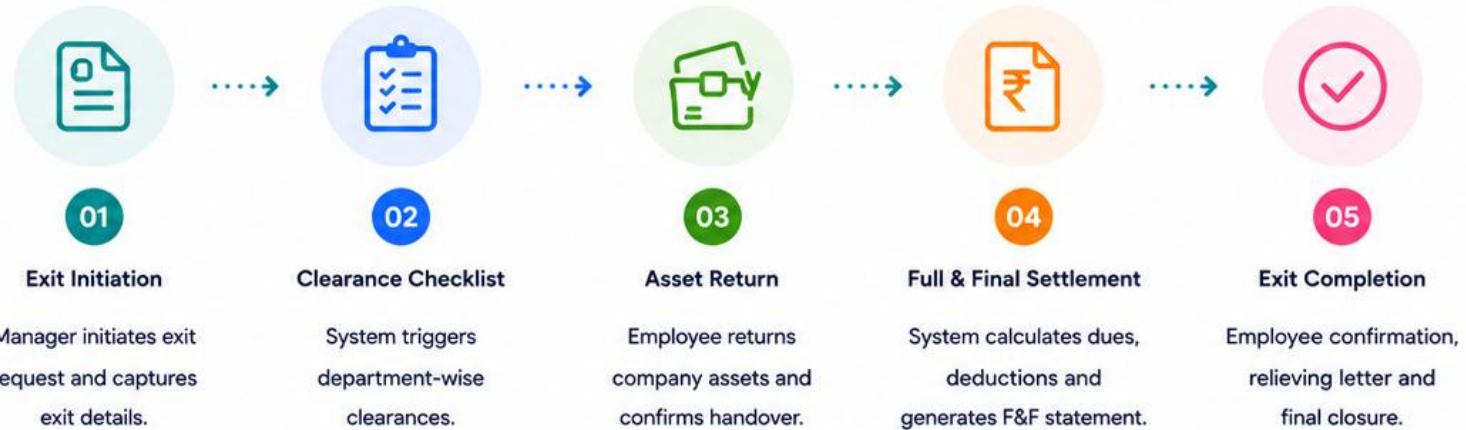 01
Exit Initiation
Manager initiates exit
equest and captures
exit details.
02
Clearance Checklist
System triggers
department-wise
clearances.
03
Asset Return
Employee returns
company assets and
confirms handover.
₹
04
Full & Final Settlement
System calculates dues,
deductions and
generates F&F statement.
05
Exit Completion
Employee confirmation,
relieving letter and
final closure.